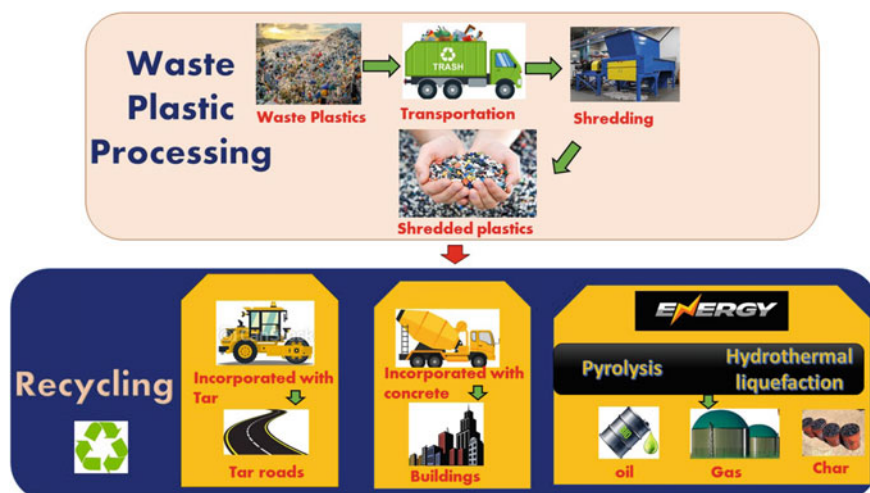 Waste
Plastic
Processing
TRASH
Waste Plastics
Transportation
Shredding
Shredded plastics
Recycling
Incorporated with
Tar
Tar roads
Incorporated with
concrete
Buildings
ENERGY
Pyrolysis
Hydrothermal
liquefaction
oil
Gas
Char